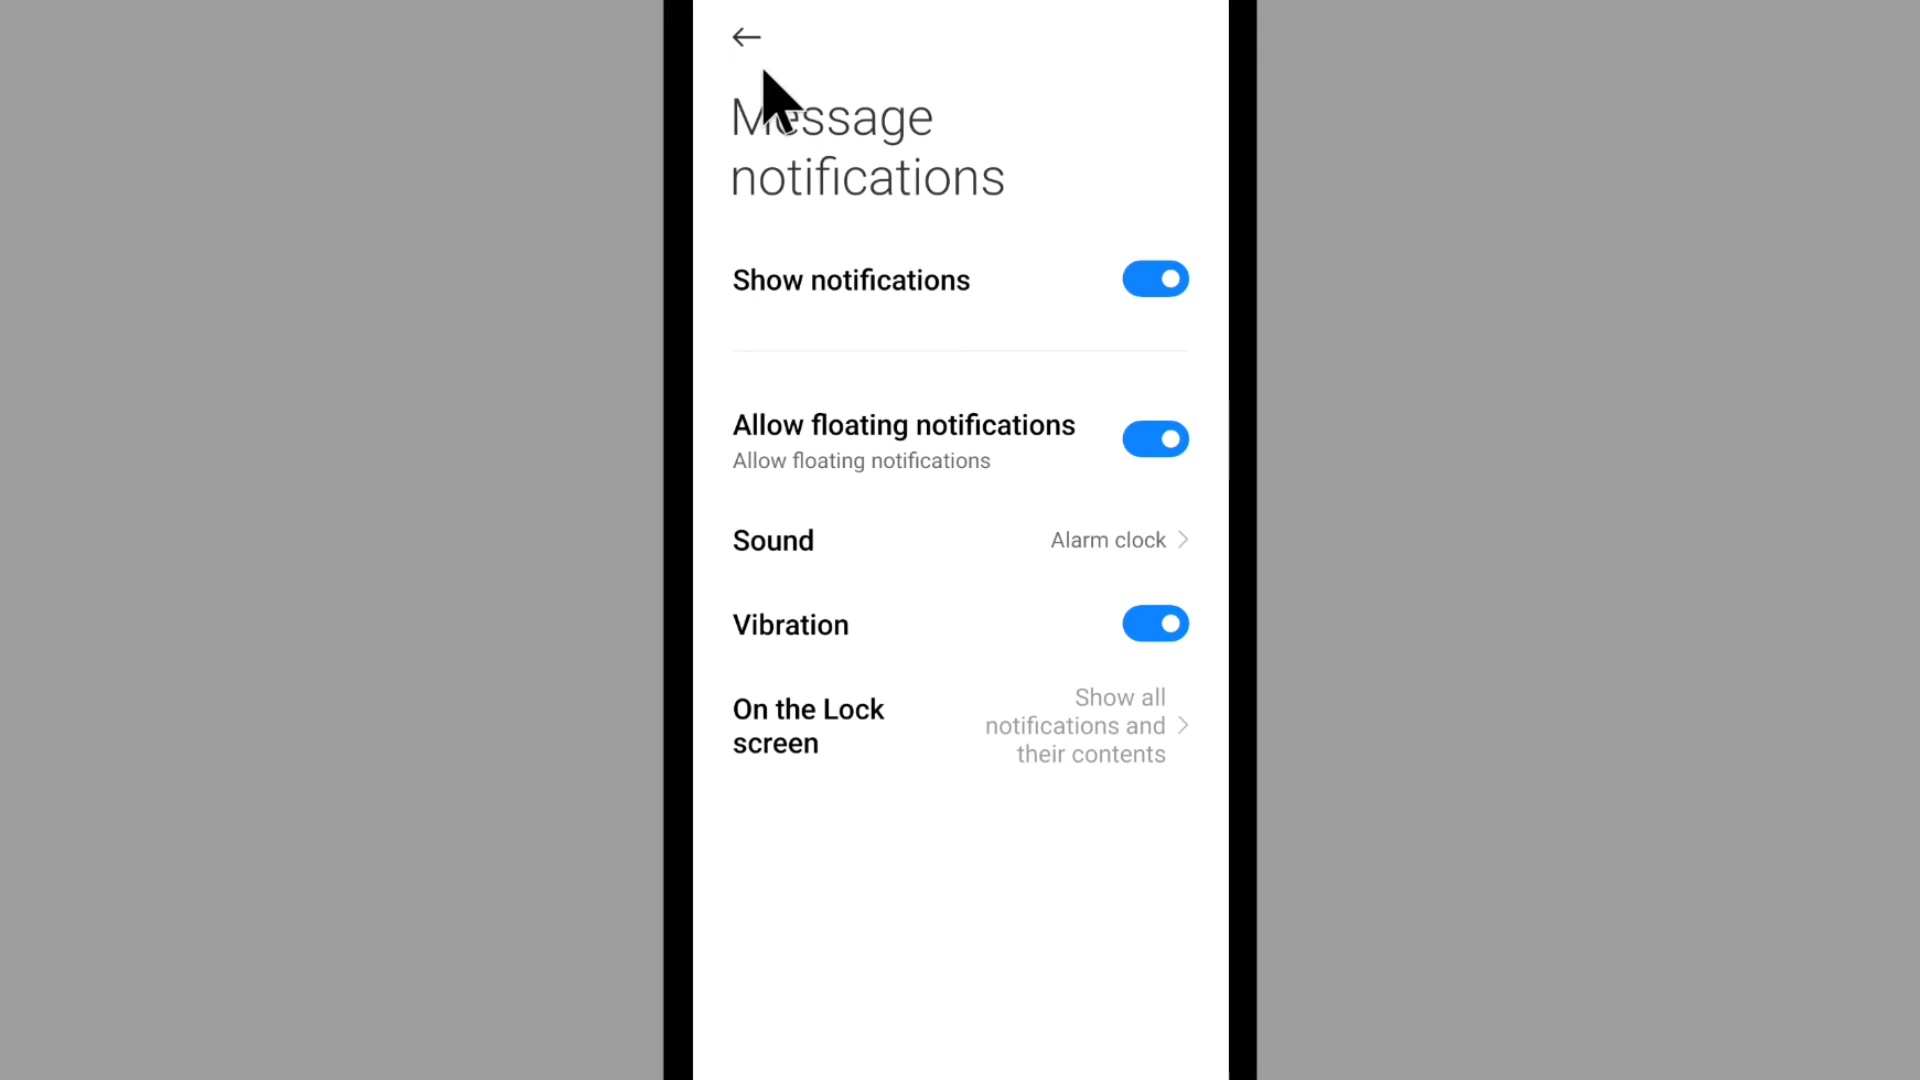 Message
notifications
Show notifications
Allow floating notifications
Allow floating notifications
Sound
Alarm clock
Vibration
On the Lock
screen
Show all
notifications and
their contents